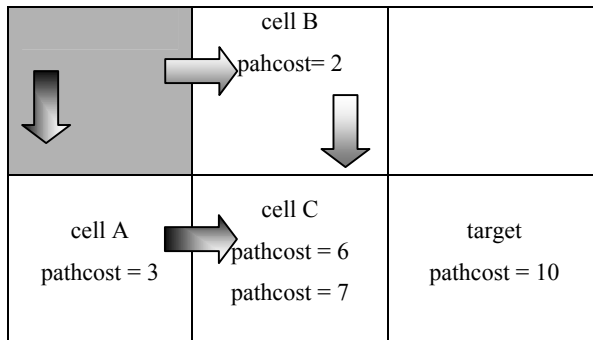 cell B
pahcost= 2
cell A
pathcost = 3
cell C
pathcost = 6
pathcost = 7
target
pathcost = 10